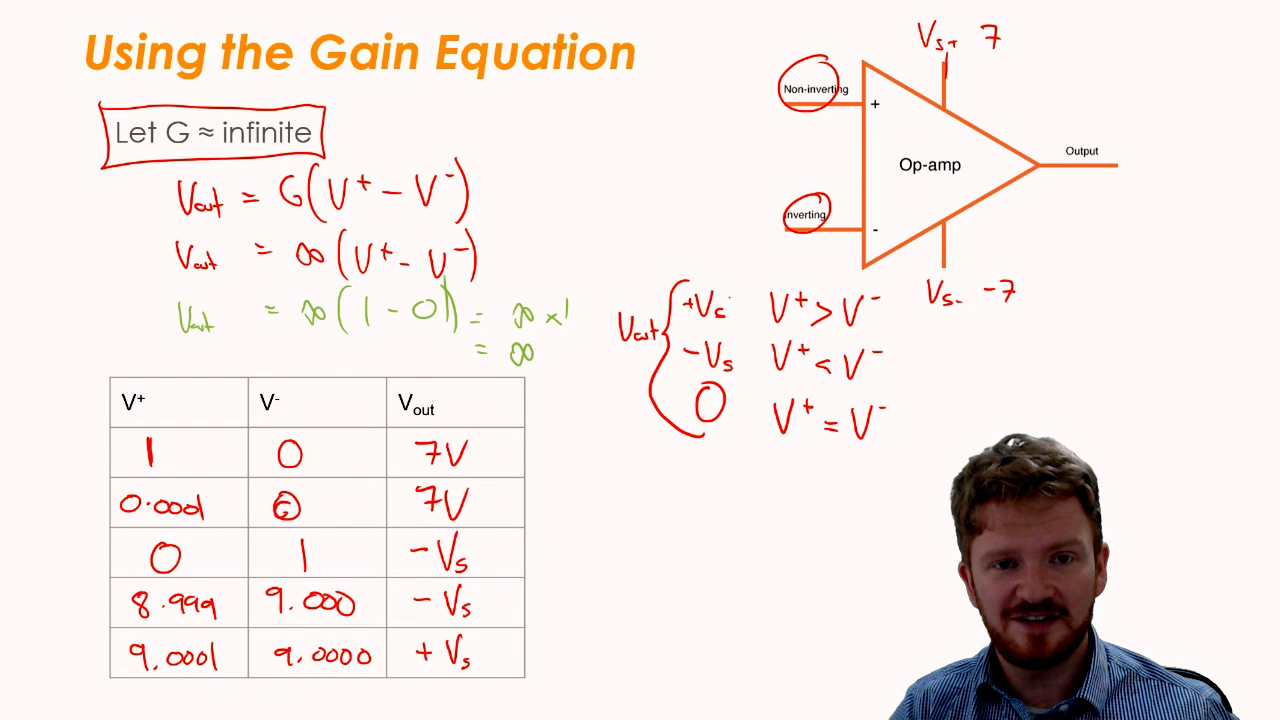 Using the Gain Equation
Let G ≈ infinite
Vout = G(V+ - V-)
Vout = ∞(V+ - V-)
Vout = ∞(1 - 0) = ∞ x 1
= ∞
V+ V- Vout
1 0 7V
0.0001 0 7V
0 1 -Vs
8.999 9.000 -Vs
9.0001 9.0000 +Vs
Vs+ 7
Non-inverting
+
Output
Op-amp
Inverting
-
Vs- -7
Vout { +Vs V+ > V-
-Vs V+ < V-
0 V+ = V-